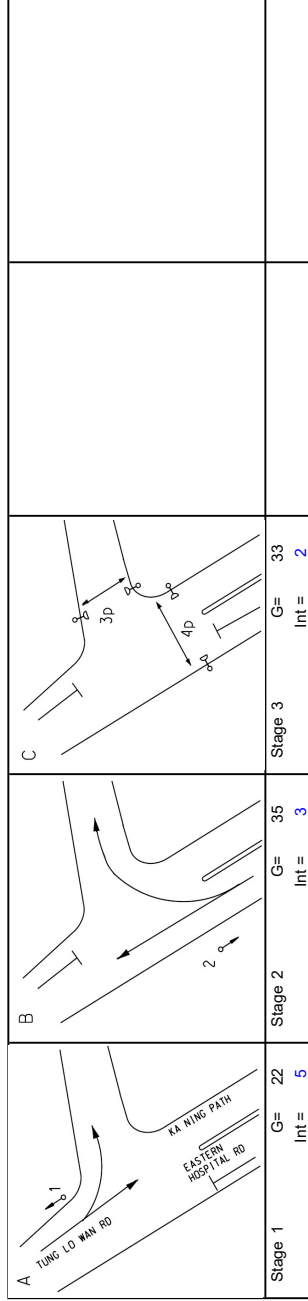 A
1
TUNG LO WAN RD
KA NING PATH
EASTERN
HOSPITAL RD
Stage 1
G= 22
Int = 5
B
2
Stage 2
G= 35
Int = 3
C
3p
4p
Stage 3
G= 33
Int = 2